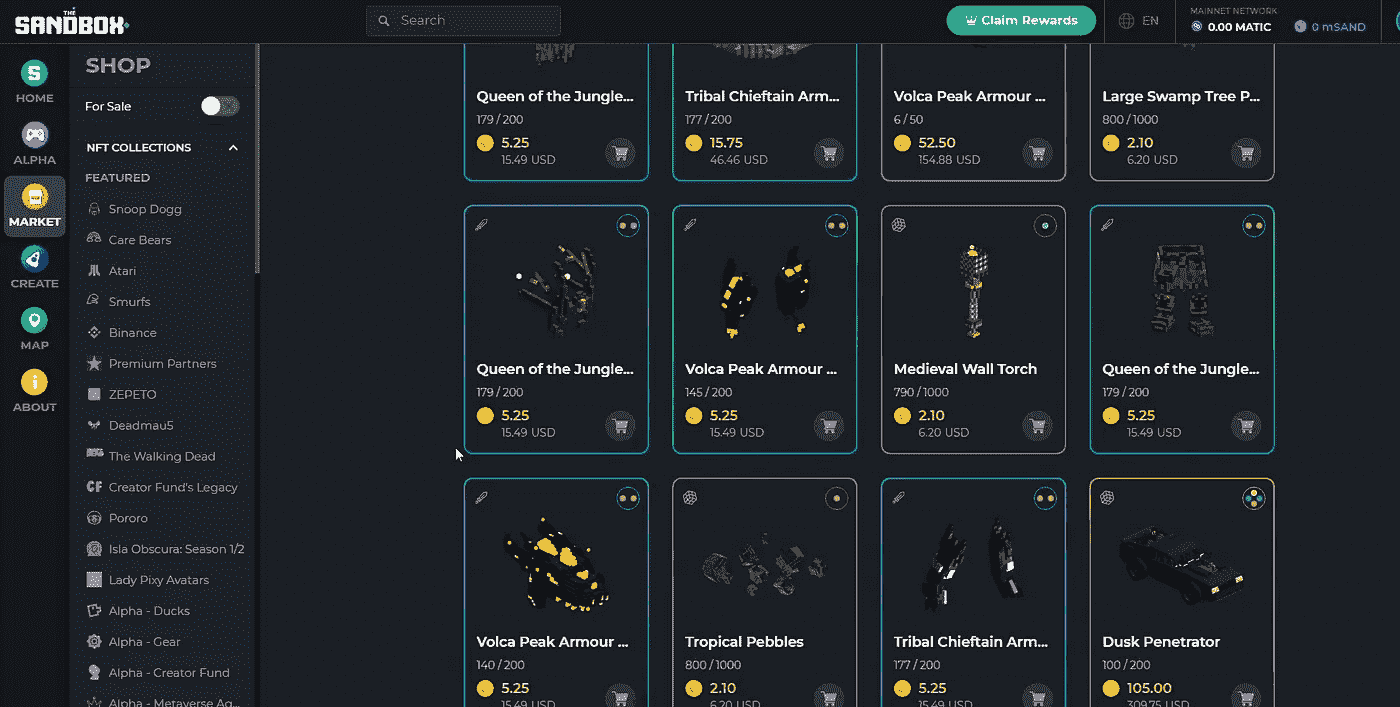 THE
SANDBOX
Search
Claim Rewards
EN
MAINNET NETWORK
0.00 MATIC
0 mSAND
HOME
ALPHA
MARKET
CREATE
MAP
ABOUT
SHOP
For Sale
NFT COLLECTIONS
FEATURED
Snoop Dogg
Care Bears
Atari
Smurfs
Binance
Premium Partners
ZEPETO
Deadmau5
The Walking Dead
CF Creator Fund's Legacy
Pororo
Isla Obscura: Season 1/2
Lady Pixy Avatars
Alpha - Ducks
Alpha - Gear
Alpha - Creator Fund
Alpha - Metaverse Ag...
Queen of the Jungle...
179 / 200
5.25
15.49 USD
Tribal Chieftain Arm...
177 / 200
15.75
46.46 USD
Volca Peak Armour ...
6 / 50
52.50
154.88 USD
Large Swamp Tree P...
800 / 1000
2.10
6.20 USD
Queen of the Jungle...
179 / 200
5.25
15.49 USD
Volca Peak Armour ...
145 / 200
5.25
15.49 USD
Medieval Wall Torch
790 / 1000
2.10
6.20 USD
Queen of the Jungle...
179 / 200
5.25
15.49 USD
Volca Peak Armour ...
140 / 200
5.25
15.49 USD
Tropical Pebbles
800 / 1000
2.10
6.20 USD
Tribal Chieftain Arm...
177 / 200
5.25
15.49 USD
Dusk Penetrator
100 / 200
105.00
309.75 USD